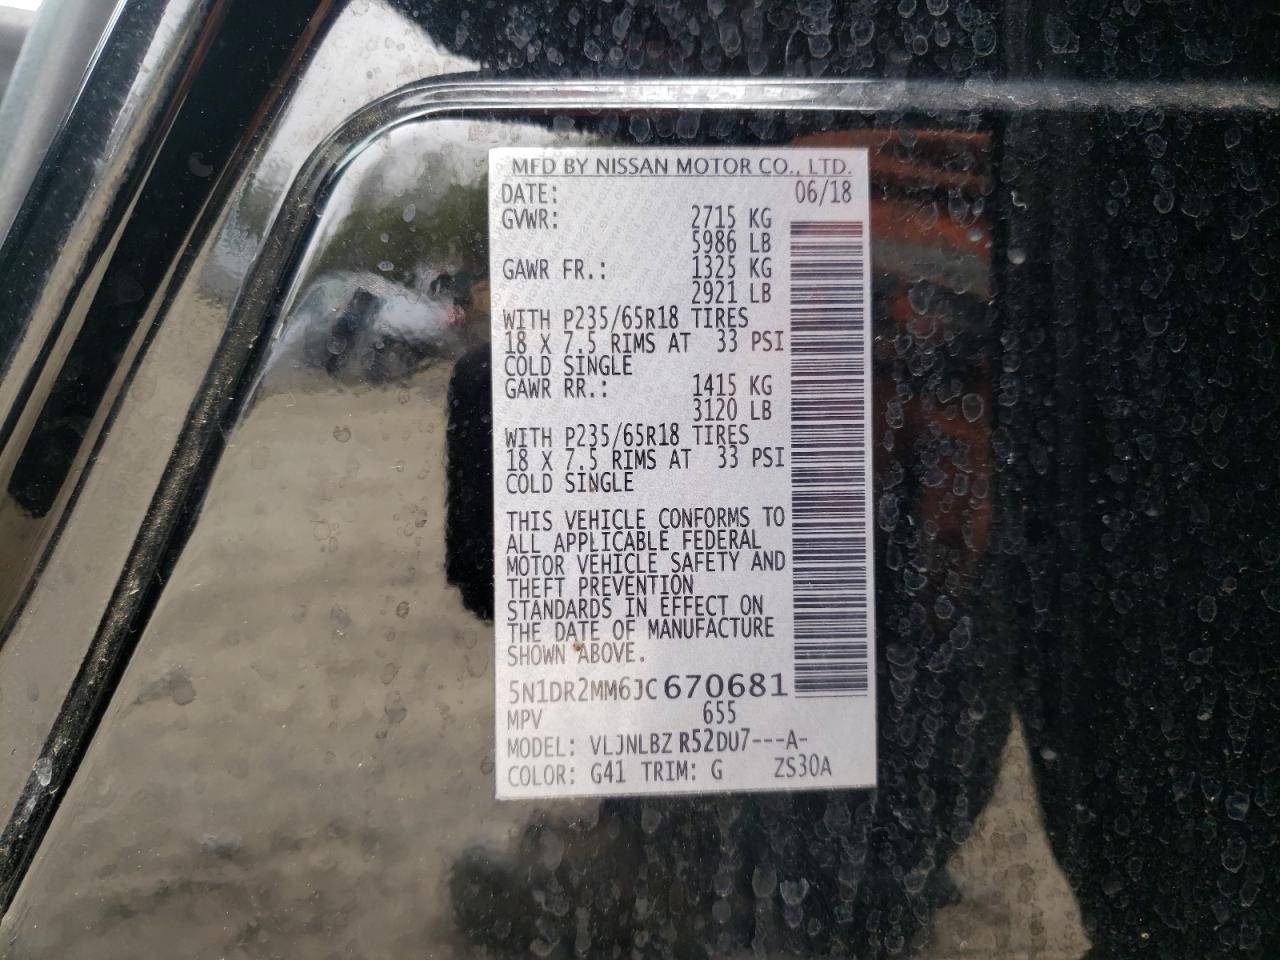 MFD BY NISSAN MOTOR CO., LTD.
DATE: 06/18
GVWR: 2715 KG
5986 LB
GAWR FR.: 1325 KG
2921 LB
WITH P235/65R18 TIRES
18 X 7.5 RIMS AT 33 PSI
COLD SINGLE
GAWR RR.: 1415 KG
3120 LB
WITH P235/65R18 TIRES
18 X 7.5 RIMS AT 33 PSI
COLD SINGLE
THIS VEHICLE CONFORMS TO
ALL APPLICABLE FEDERAL
MOTOR VEHICLE SAFETY AND
THEFT PREVENTION
STANDARDS IN EFFECT ON
THE DATE OF MANUFACTURE
SHOWN ABOVE.
5N1DR2MM6JC670681
MPV 655
MODEL: VLJNLBZ R52DU7---A-
COLOR: G41 TRIM: G ZS30A